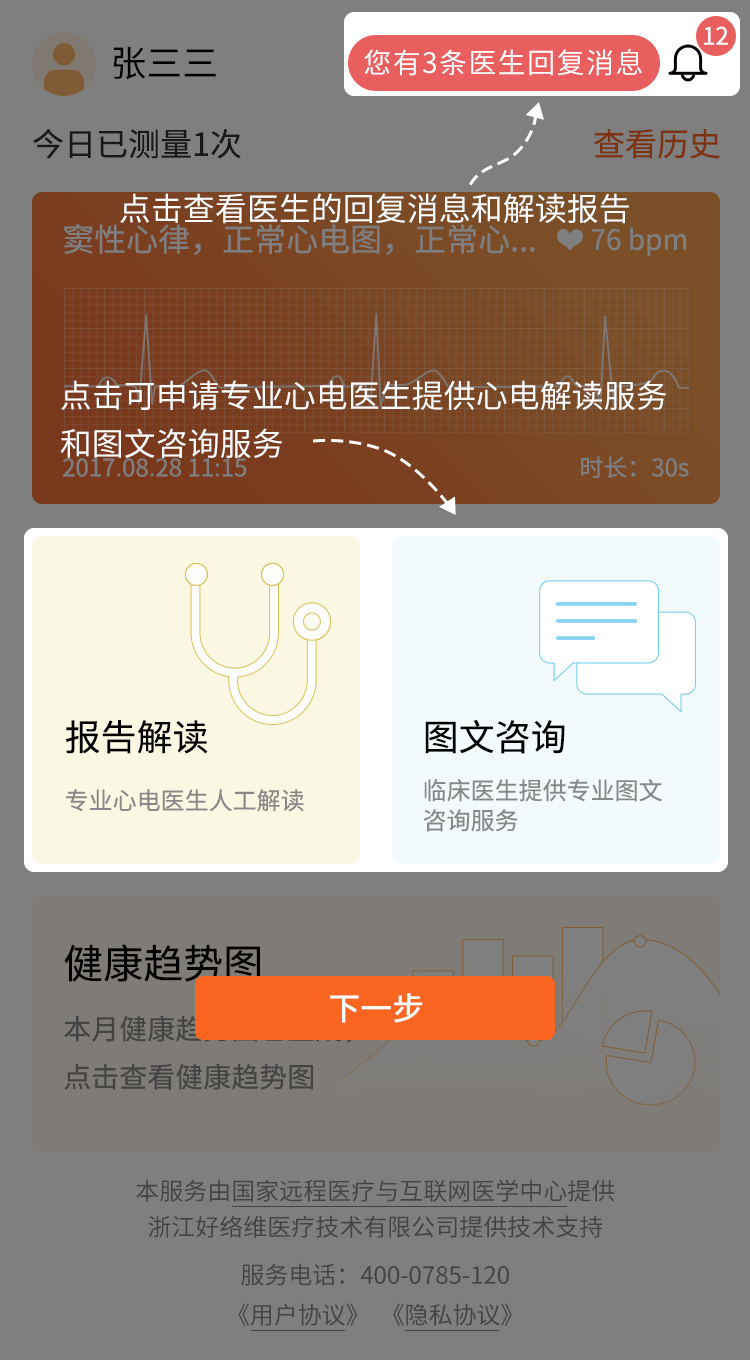 张三三
您有3条医生回复消息
12
今日已测量1次
查看历史
点击查看医生的回复消息和解读报告
窦性心律，正常心电图，正常心...
76 bpm
点击可申请专业心电医生提供心电解读服务
和图文咨询服务
2017.08.28 11:15
时长：30s
报告解读
专业心电医生人工解读
图文咨询
临床医生提供专业图文
咨询服务
健康趋势图
下一步
本月健康趋
点击查看健康趋势图
本服务由国家远程医疗与互联网医学中心提供
浙江好络维医疗技术有限公司提供技术支持
服务电话：400-0785-120
《用户协议》 《隐私协议》